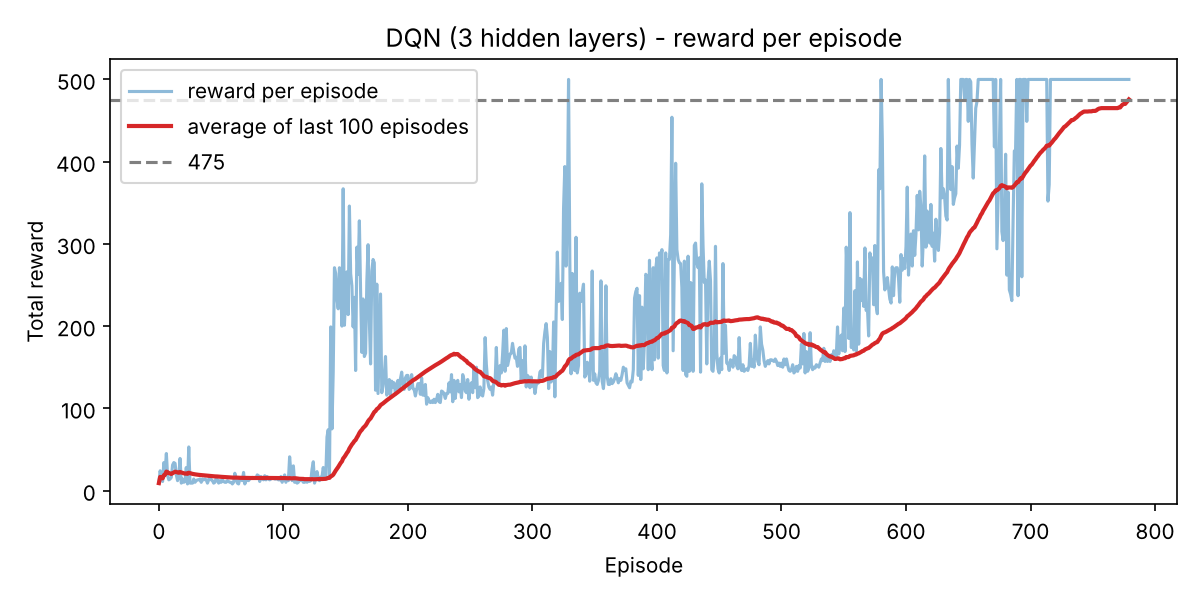 DQN (3 hidden layers) - reward per episode
reward per episode
average of last 100 episodes
475
Total reward
500
400
300
200
100
0
0 100 200 300 400 500 600 700 800
Episode